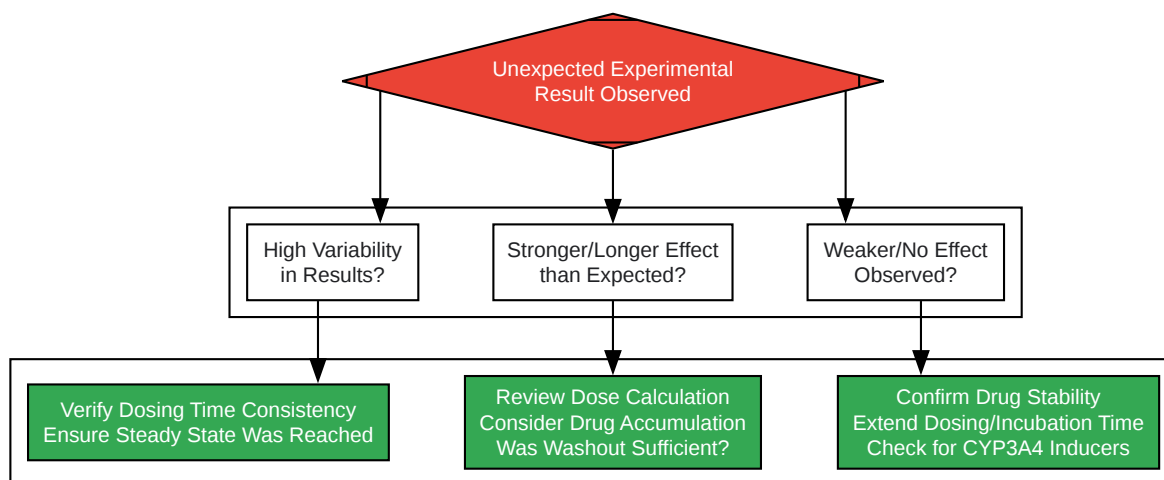 Unexpected Experimental
Result Observed
High Variability
in Results?
Stronger/Longer Effect
than Expected?
Weaker/No Effect
Observed?
Verify Dosing Time Consistency
Ensure Steady State Was Reached
Review Dose Calculation
Consider Drug Accumulation
Was Washout Sufficient?
Confirm Drug Stability
Extend Dosing/Incubation Time
Check for CYP3A4 Inducers